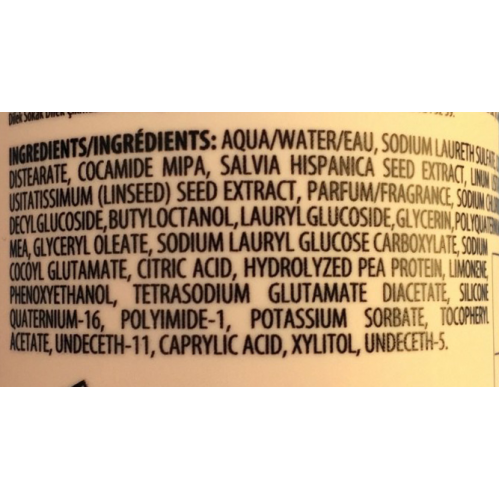 INGREDIENTS/INGRÉDIENTS: AQUA/WATER/EAU, SODIUM LAURETH
DISTEARATE, COCAMIDE MIPA, SALVIA HISPANICA SEED EXTRACT, LINUM
USITATISSIMUM (LINSEED) SEED EXTRACT, PARFUM/FRAGRANCE, SODIUM
DECYL GLUCOSIDE, BUTYLOCTANOL, LAURYL GLUCOSIDE, GLYCERIN,
MEA, GLYCERYL OLEATE, SODIUM LAURYL GLUCOSE CARBOXYLATE, SODIUM
COCOYL GLUTAMATE, CITRIC ACID, HYDROLYZED PEA PROTEIN, LIMONENE,
PHENOXYETHANOL, TETRASODIUM GLUTAMATE DIACETATE, SILICONE
QUATERNIUM-16, POLYIMIDE-1, POTASSIUM SORBATE, TOCOPHERYL
ACETATE, UNDECETH-11, CAPRYLIC ACID, XYLITOL, UNDECETH-5.